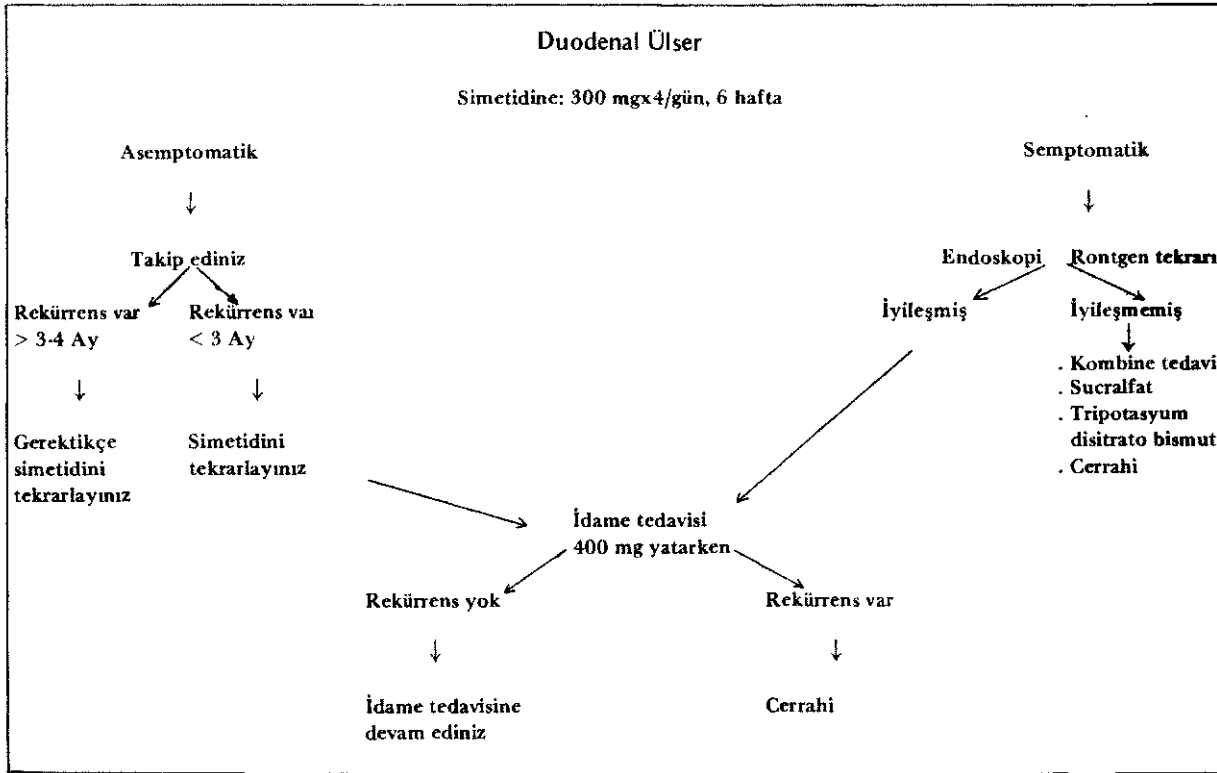 Duodenal Ülser
Simetidine: 300 mgx4/gün, 6 hafta
Asemptomatik
Semptomatik
↓
↓
Takip ediniz
Endoskopi
Rontgen tekrarı
Rekürrens var
> 3-4 Ay
Rekürrens var
< 3 Ay
İyileşmiş
İyileşmemiş
↓
↓
. Kombine tedavi
. Sucralfat
. Tripotasyum
disitrato bismut
. Cerrahi
Gerektikçe
simetidini
tekrarlayınız
Simetidini
tekrarlayınız
İdame tedavisi
400 mg yatarken
Rekürrens yok
Rekürrens var
↓
↓
İdame tedavisine
devam ediniz
Cerrahi